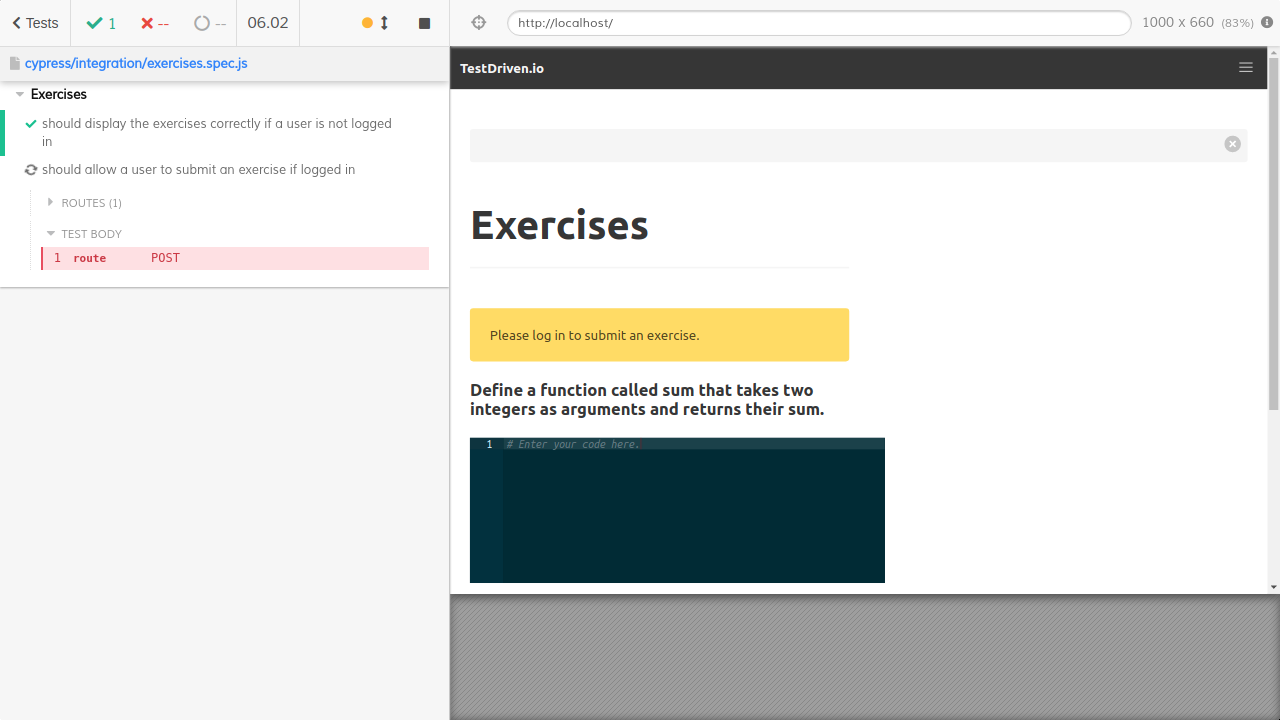 Tests
1
--
--
06.02
http://localhost/
1000 x 660 (83%)
cypress/integration/exercises.spec.js
Exercises
should display the exercises correctly if a user is not logged
in
should allow a user to submit an exercise if logged in
ROUTES (1)
TEST BODY
1 route POST
TestDriven.io
Exercises
Please log in to submit an exercise.
Define a function called sum that takes two
integers as arguments and returns their sum.
1 # Enter your code here.